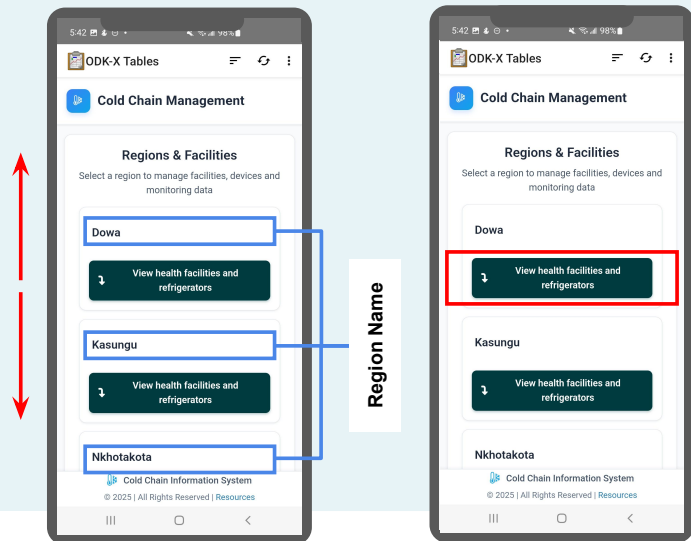 5:42
98%
ODK-X Tables
Cold Chain Management
Regions & Facilities
Select a region to manage facilities, devices and
monitoring data
Dowa
View health facilities and
refrigerators
Kasungu
View health facilities and
refrigerators
Nkhotakota
Cold Chain Information System
© 2025 | All Rights Reserved | Resources
Region Name
5:42
98%
ODK-X Tables
Cold Chain Management
Regions & Facilities
Select a region to manage facilities, devices and
monitoring data
Dowa
View health facilities and
refrigerators
Kasungu
View health facilities and
refrigerators
Nkhotakota
Cold Chain Information System
© 2025 | All Rights Reserved | Resources